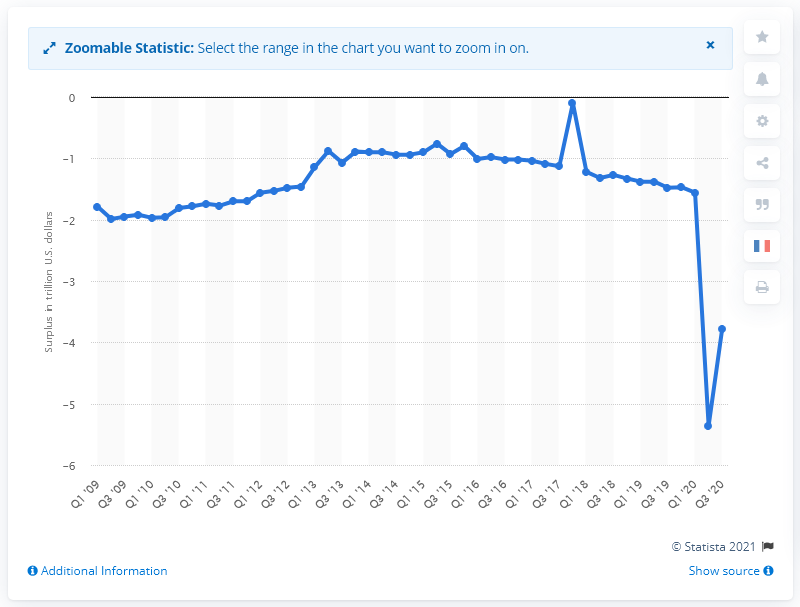 Zoomable Statistic: Select the range in the chart you want to zoom in on.
×
Surplus in trillion U.S. dollars
0
−1
−2
−3
−4
−5
−6
Q1 '09
Q3 '09
Q1 '10
Q3 '10
Q1 '11
Q3 '11
Q1 '12
Q3 '12
Q1 '13
Q3 '13
Q1 '14
Q3 '14
Q1 '15
Q3 '15
Q1 '16
Q3 '16
Q1 '17
Q3 '17
Q1 '18
Q3 '18
Q1 '19
Q3 '19
Q1 '20
Q3 '20
© Statista 2021
Additional Information
Show source